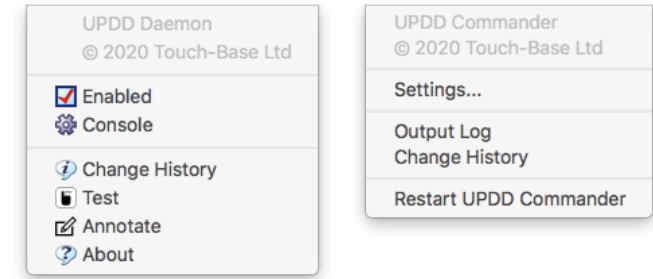 UPDD Daemon
© 2020 Touch-Base Ltd
Enabled
Console
Change History
Test
Annotate
About
UPDD Commander
© 2020 Touch-Base Ltd
Settings...
Output Log
Change History
Restart UPDD Commander